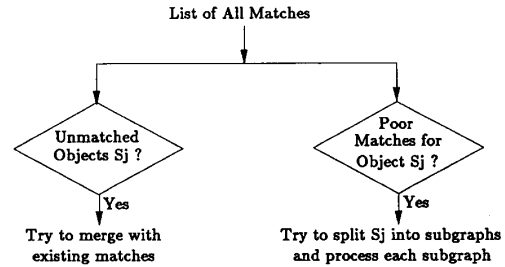 List of All Matches
Unmatched
Objects Sj ?
Yes
Try to merge with
existing matches
Poor
Matches for
Object Sj ?
Yes
Try to split Sj into subgraphs
and process each subgraph